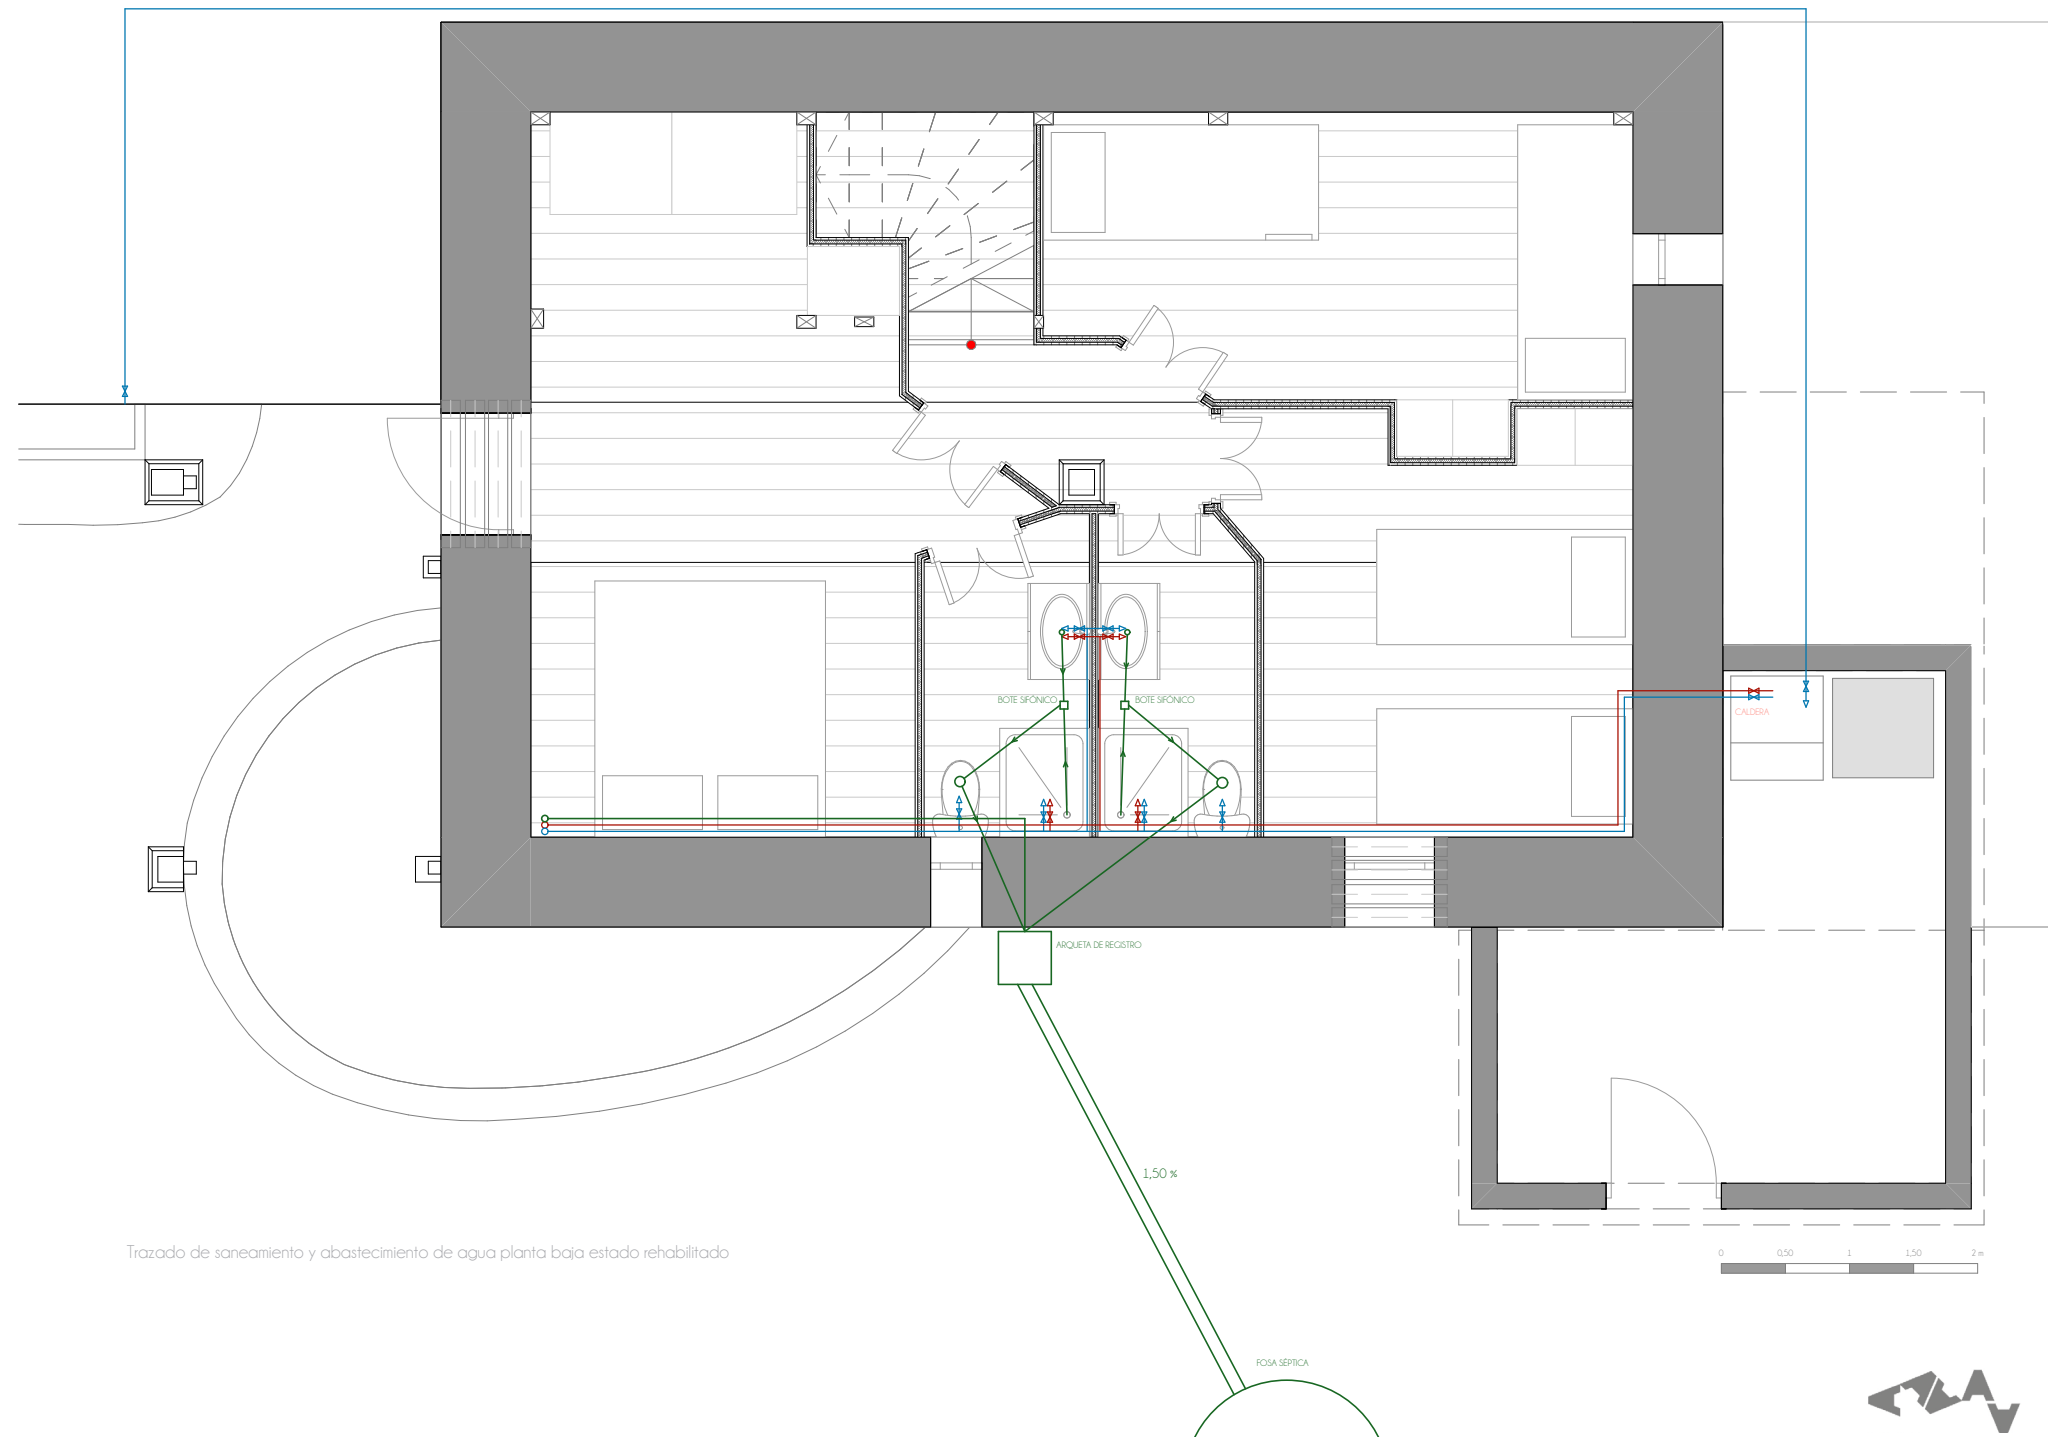 BOTE SIFÓNICO
BOTE SIFÓNICO
CALDERA
ARQUETA DE REGISTRO
1,50 %
Trazado de saneamiento y abastecimiento de agua planta baja estado rehabilitado
0 0,50 1 1,50 2 m
FOSA SÉPTICA